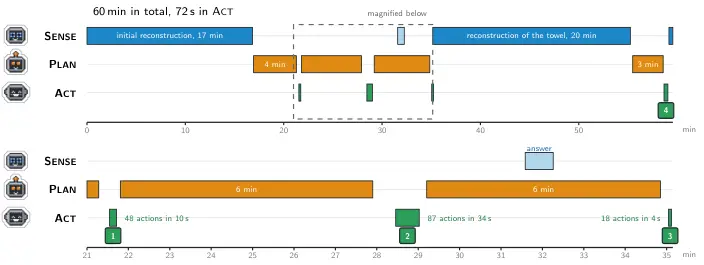 60 min in total, 72 s in ACT
magnified below
SENSE
initial reconstruction, 17 min
reconstruction of the towel, 20 min
PLAN
4 min
3 min
ACT
4
0 10 20 30 40 50 min
answer
SENSE
PLAN
6 min
6 min
ACT
48 actions in 10 s
87 actions in 34 s
18 actions in 4 s
1
2
3
21 22 23 24 25 26 27 28 29 30 31 32 33 34 35 min